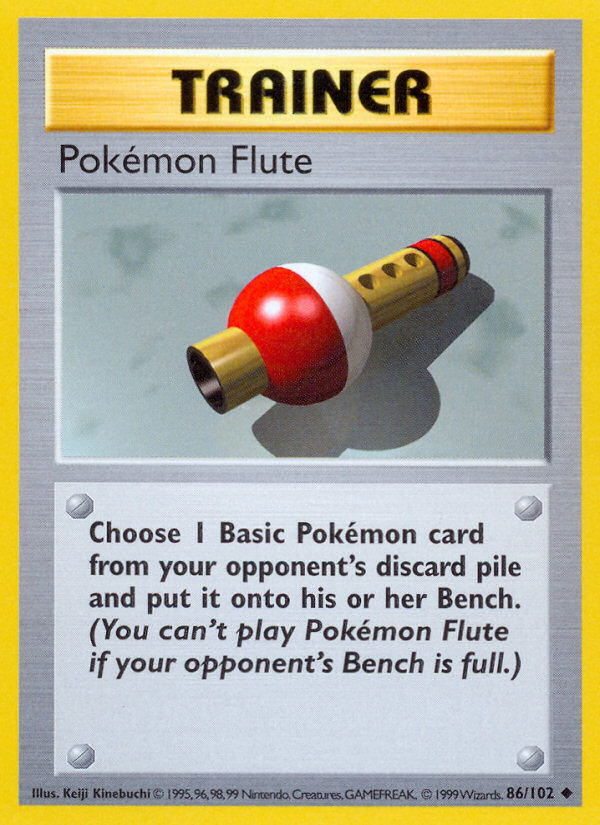 TRAINER
Pokémon Flute
Choose 1 Basic Pokémon card
from your opponent's discard pile
and put it onto his or her Bench.
(You can't play Pokémon Flute
if your opponent's Bench is full.)
Illus. Keiji Kinebuchi © 1995, 96, 98, 99 Nintendo, Creatures, GAMEFREAK. © 1999 Wizards. 86/102 ◆